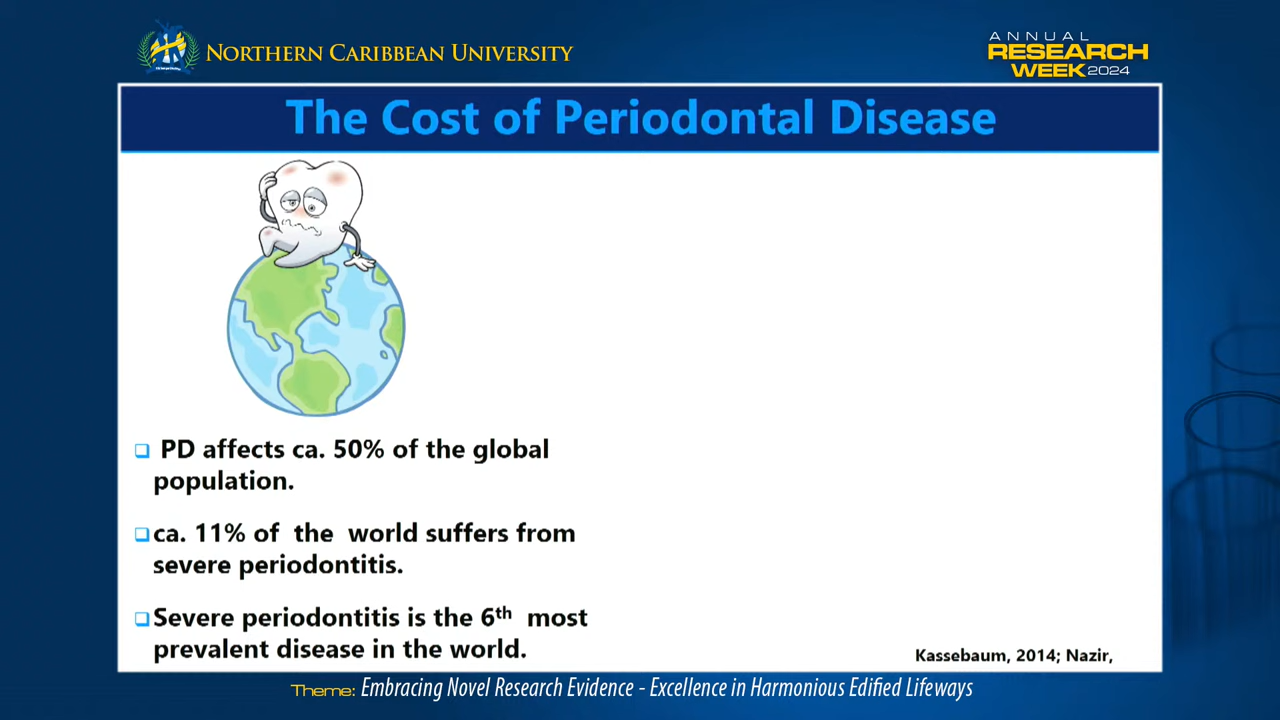 NORTHERN CARIBBEAN UNIVERSITY
ANNUAL
RESEARCH
WEEK 2024
The Cost of Periodontal Disease
❑ PD affects ca. 50% of the global
population.
❑ ca. 11% of the world suffers from
severe periodontitis.
❑ Severe periodontitis is the 6th most
prevalent disease in the world.
Kassebaum, 2014; Nazir,
Theme: Embracing Novel Research Evidence - Excellence in Harmonious Edified Lifeways